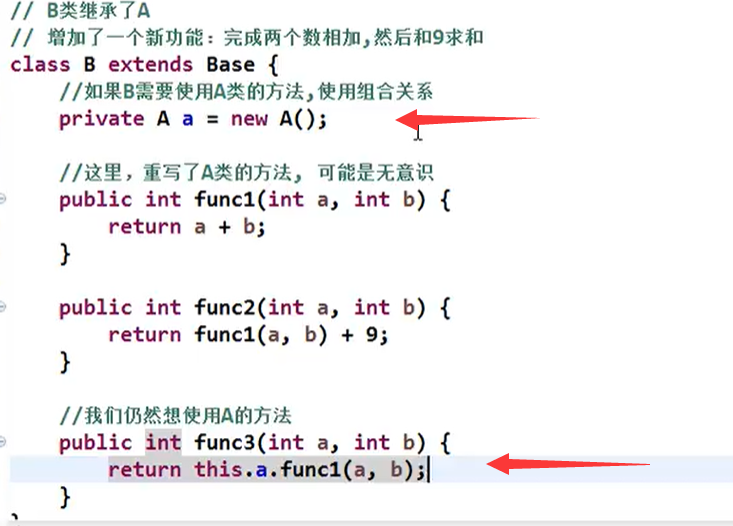 // B类继承了A
// 增加了一个新功能：完成两个数相加,然后和9求和
class B extends Base {
//如果B需要使用A类的方法,使用组合关系
private A a = new A();
//这里，重写了A类的方法, 可能是无意识
public int func1(int a, int b) {
return a + b;
}
public int func2(int a, int b) {
return func1(a, b) + 9;
}
//我们仍然想使用A的方法
public int func3(int a, int b) {
return this.a.func1(a, b);
}
}